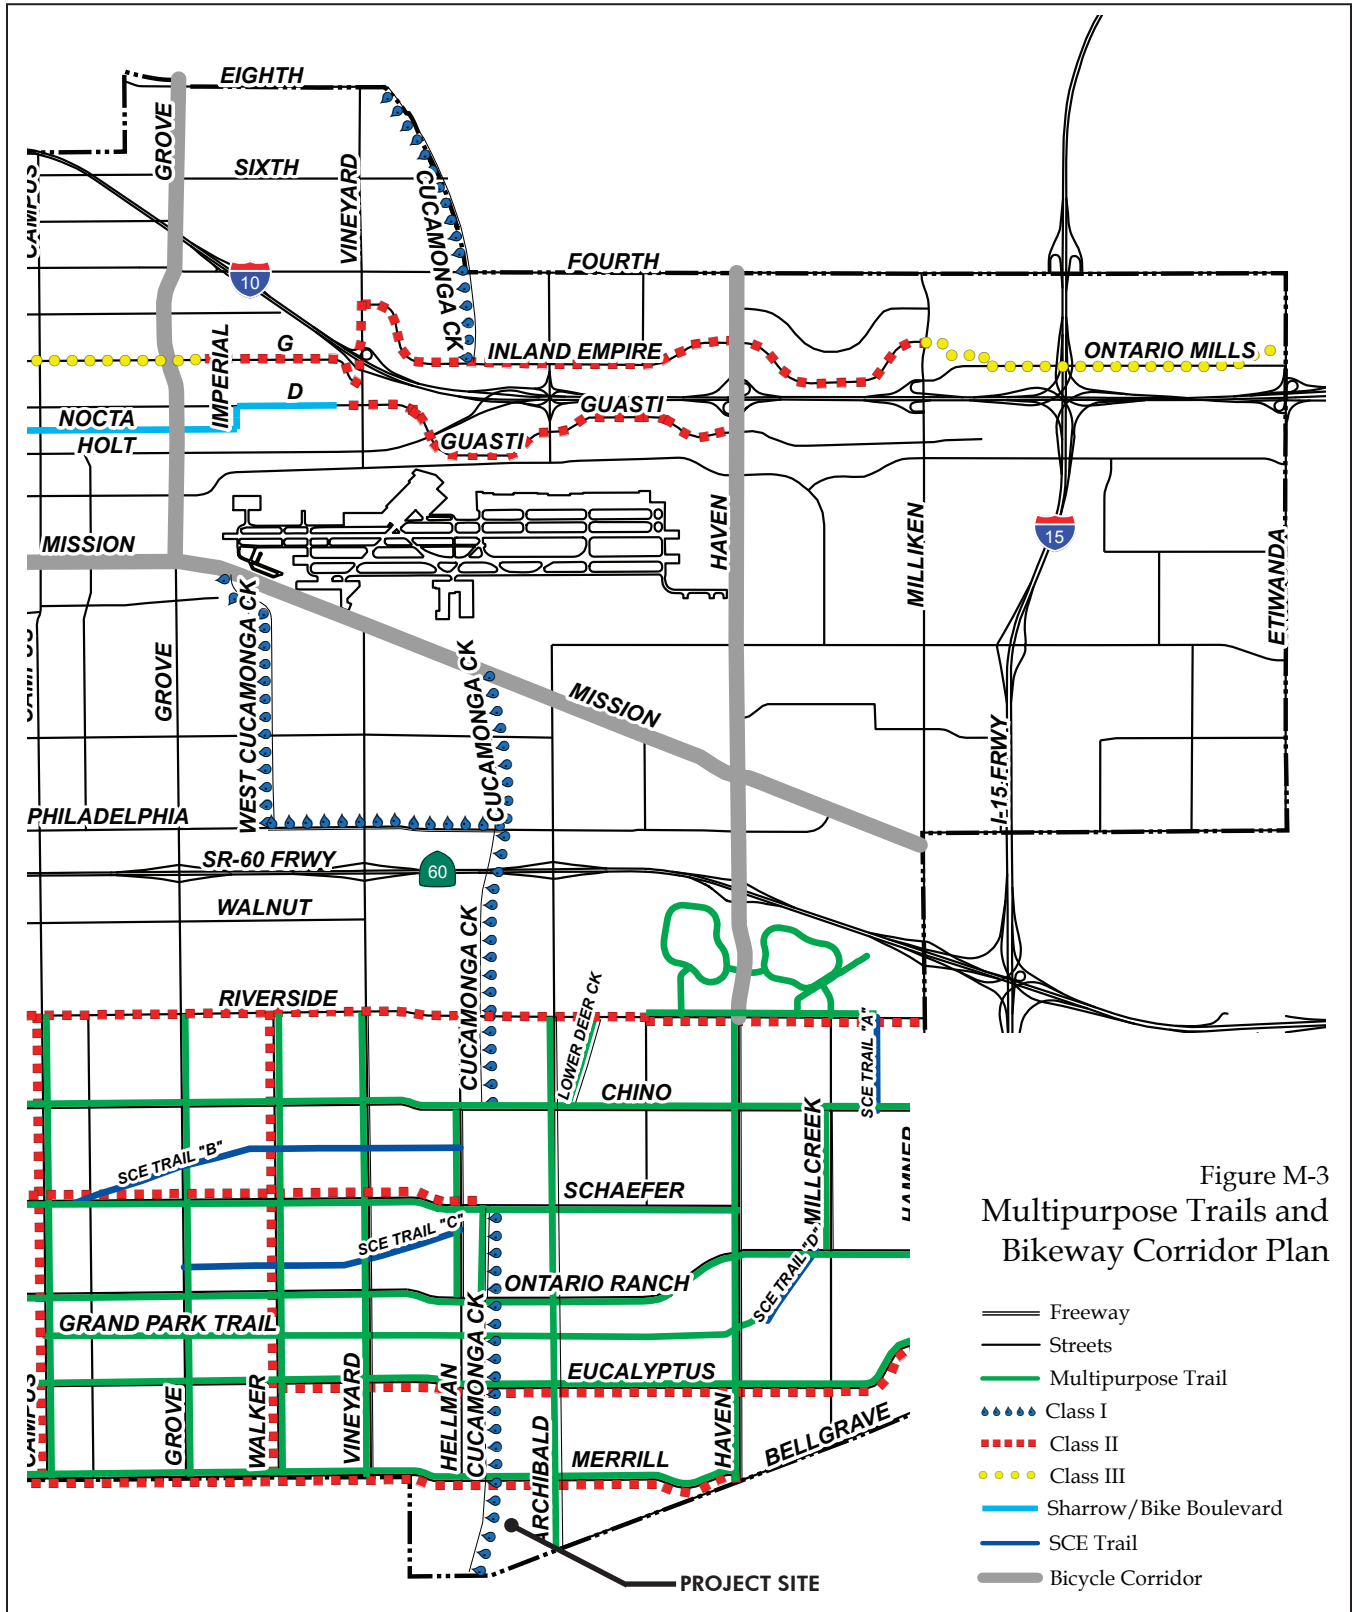 EIGHTH
GROVE
SIXTH
VINEYARD
CUCAMONGA CK
CAMPUS
FOURTH
10
IMPERIAL
G
INLAND EMPIRE
ONTARIO MILLS
D
GUASTI
NOCTA
HOLT
GUASTI
HAVEN
MILLIKEN
15
ETIWANDA
MISSION
WEST CUCAMONGA CK
GROVE
CUCAMONGA CK
MISSION
I-15 FRWY
PHILADELPHIA
SR-60 FRWY
60
WALNUT
CUCAMONGA CK
RIVERSIDE
LOWER DEER CK
SCE TRAIL "A"
CHINO
MILLCREEK
HAMNER
SCE TRAIL "B"
SCHAEFER
SCE TRAIL "C"
SCE TRAIL "D"
ONTARIO RANCH
GRAND PARK TRAIL
CUCAMONGA CK
EUCALYPTUS
CAMPUS
GROVE
WALKER
VINEYARD
HELLMAN
ARCHIBALD
MERRILL
HAVEN
BELLGRAVE
PROJECT SITE
Figure M-3
Multipurpose Trails and
Bikeway Corridor Plan
Freeway
Streets
Multipurpose Trail
Class I
Class II
Class III
Sharrow/Bike Boulevard
SCE Trail
Bicycle Corridor